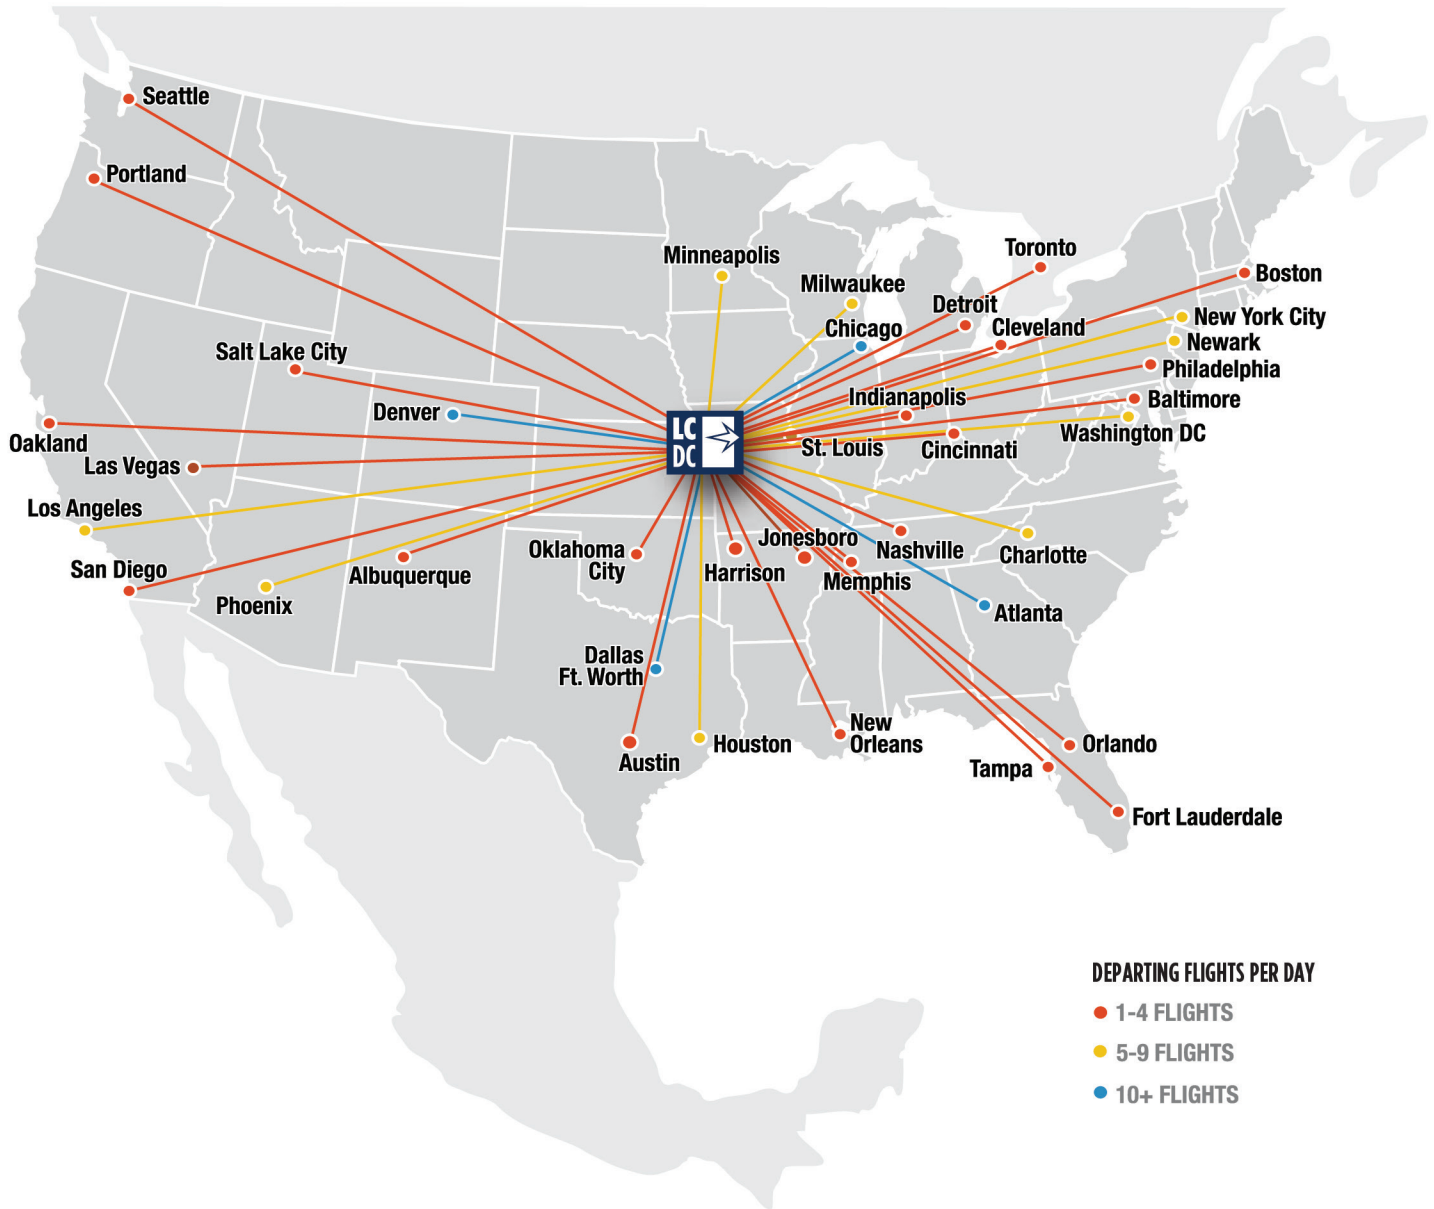 Seattle
Portland
Minneapolis
Toronto
Milwaukee
Boston
Detroit
New York City
Chicago
Cleveland
Newark
Salt Lake City
Philadelphia
Indianapolis
Baltimore
Denver
LC
DC
Washington DC
Oakland
St. Louis
Cincinnati
Las Vegas
Los Angeles
Jonesboro
Oklahoma
City
Nashville
Charlotte
San Diego
Albuquerque
Harrison
Memphis
Phoenix
Atlanta
Dallas
Ft. Worth
New
Orleans
Houston
Orlando
Austin
Tampa
Fort Lauderdale
DEPARTING FLIGHTS PER DAY
1-4 FLIGHTS
5-9 FLIGHTS
10+ FLIGHTS